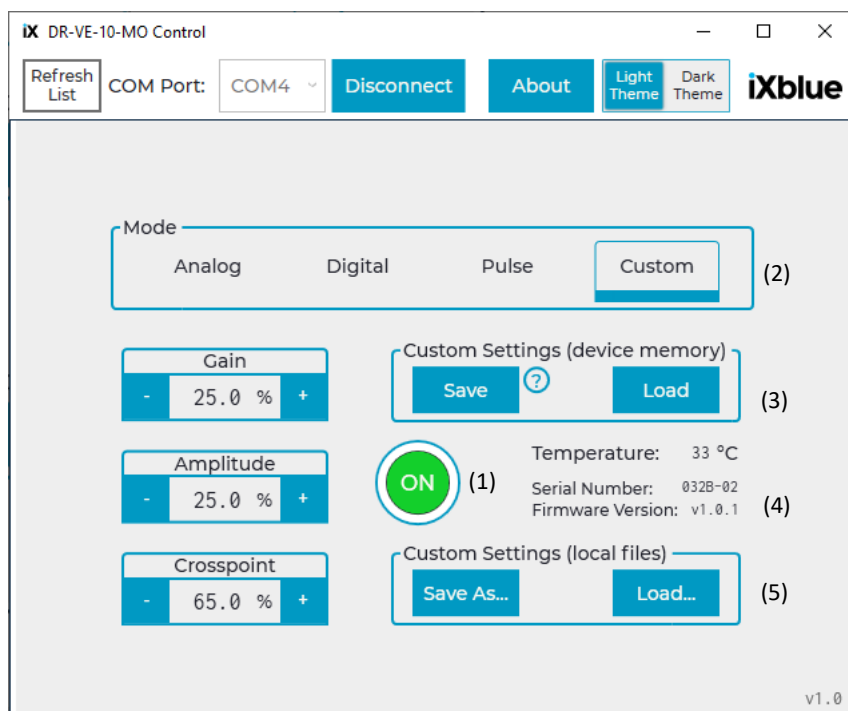 iX DR-VE-10-MO Control
Refresh List COM Port: COM4 Disconnect About Light Theme Dark Theme iXblue
Mode
Analog Digital Pulse Custom (2)
Gain
- 25.0 % +
Custom Settings (device memory)
Save ? Load (3)
Amplitude
- 25.0 % +
ON (1)
Temperature: 33 °C
Serial Number: 032B-02
Firmware Version: v1.0.1 (4)
Crosspoint
- 65.0 % +
Custom Settings (local files)
Save As... Load... (5)
v1.0